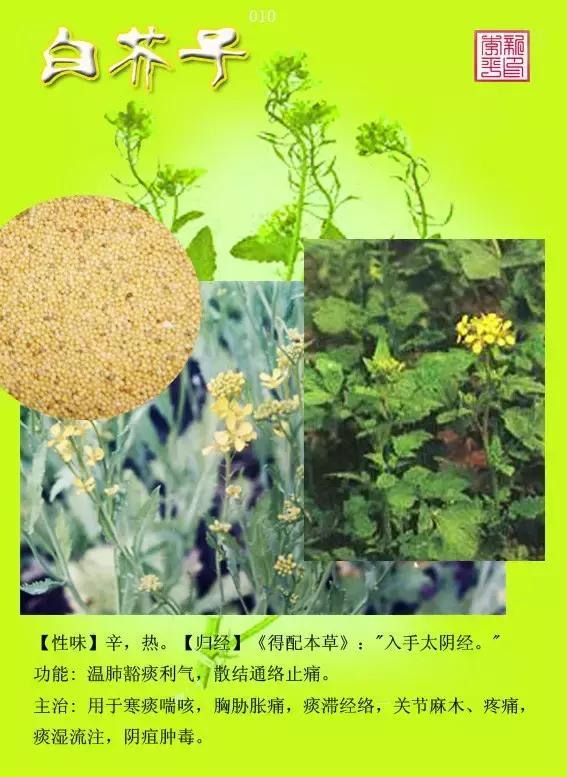 010
白芥子
【性味】辛，热。【归经】《得配本草》："入手太阴经。"
功能: 温肺豁痰利气，散结通络止痛。
主治: 用于寒痰喘咳，胸胁胀痛，痰滞经络，关节麻木、疼痛，
痰湿流注，阴疽肿毒。